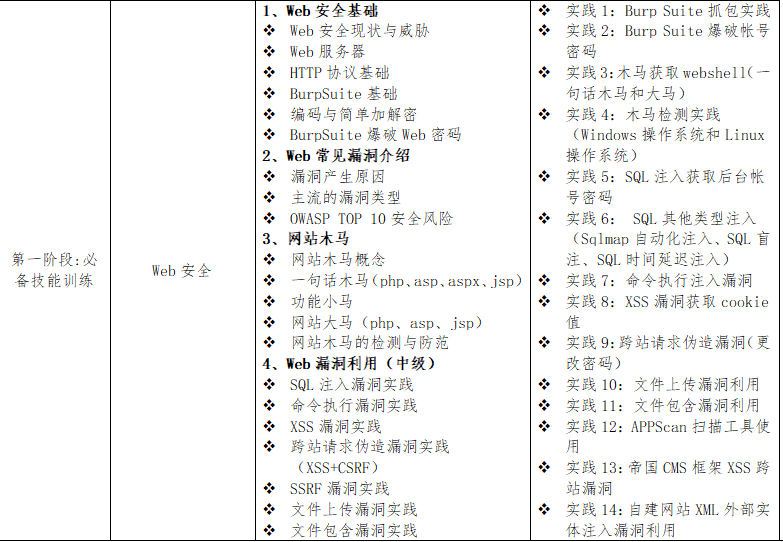 第一阶段:必
备技能训练
Web 安全
1、Web 安全基础
❖ Web 安全现状与威胁
❖ Web 服务器
❖ HTTP 协议基础
❖ BurpSuite 基础
❖ 编码与简单加解密
❖ BurpSuite 爆破 Web 密码
2、Web 常见漏洞介绍
❖ 漏洞产生原因
❖ 主流的漏洞类型
❖ OWASP TOP 10 安全风险
3、网站木马
❖ 网站木马概念
❖ 一句话木马(php、asp、aspx、jsp)
❖ 功能小马
❖ 网站大马（php、asp、jsp）
❖ 网站木马的检测与防范
4、Web 漏洞利用（中级）
❖ SQL 注入漏洞实践
❖ 命令执行漏洞实践
❖ XSS 漏洞实践
❖ 跨站请求伪造漏洞实践
（XSS+CSRF）
❖ SSRF 漏洞实践
❖ 文件上传漏洞实践
❖ 文件包含漏洞实践
❖ 实践 1: Burp Suite 抓包实践
❖ 实践 2: Burp Suite 爆破帐号
密码
❖ 实践 3:木马获取 webshell(一
句话木马和大马)
❖ 实践 4: 木马检测实践
（Windows 操作系统和 Linux
操作系统）
❖ 实践 5: SQL 注入获取后台帐
号密码
❖ 实践 6: SQL 其他类型注入
（Sqlmap 自动化注入、SQL 盲
注、SQL 时间延迟注入）
❖ 实践 7: 命令执行注入漏洞
❖ 实践 8: XSS 漏洞获取 cookie
值
❖ 实践 9:跨站请求伪造漏洞(更
改密码)
❖ 实践 10: 文件上传漏洞利用
❖ 实践 11: 文件包含漏洞利用
❖ 实践 12: APPScan 扫描工具使
用
❖ 实践 13:帝国 CMS 框架 XSS 跨
站漏洞
❖ 实践 14:自建网站 XML 外部实
体注入漏洞利用